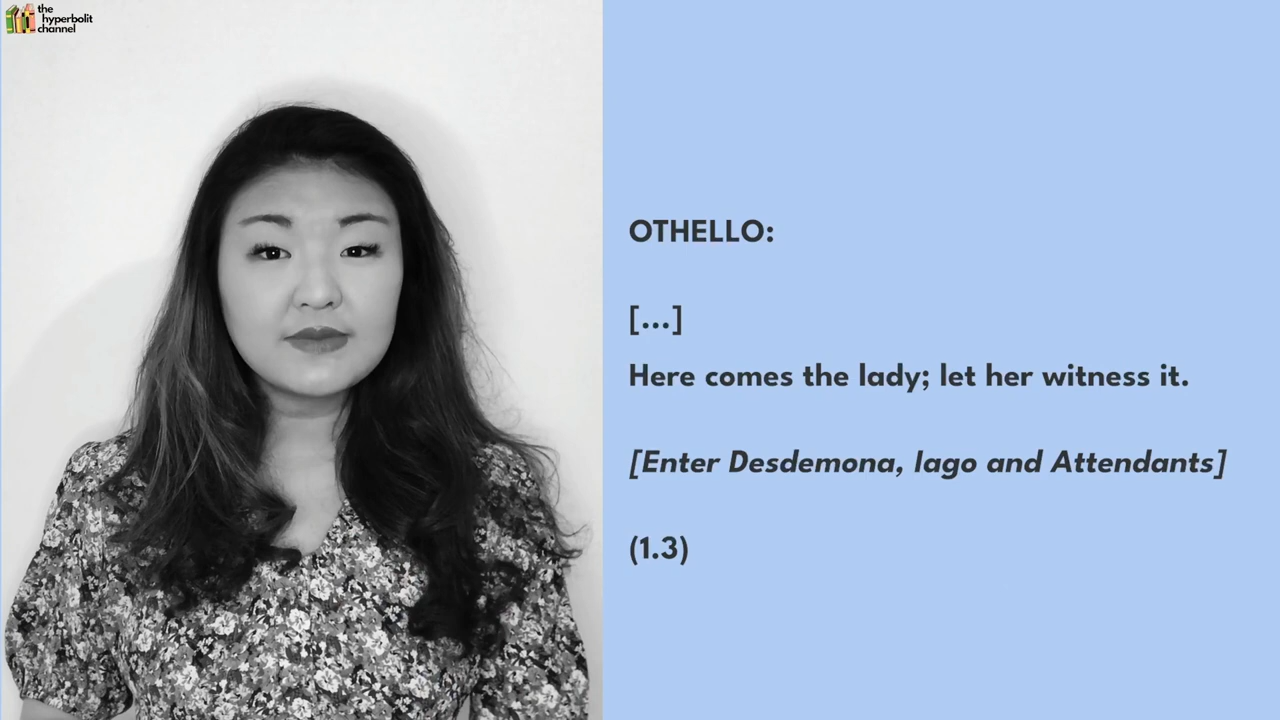 the
hyperbolit
channel
OTHELLO:
[...]
Here comes the lady; let her witness it.
[Enter Desdemona, Iago and Attendants]
(1.3)